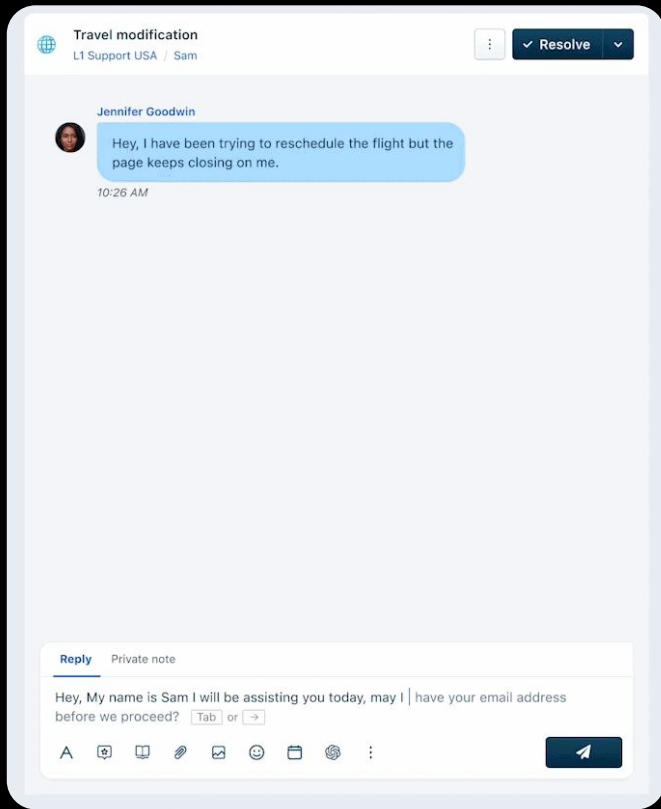 Travel modification
L1 Support USA / Sam
Resolve
Jennifer Goodwin
Hey, I have been trying to reschedule the flight but the
page keeps closing on me.
10:26 AM
Reply Private note
Hey, My name is Sam I will be assisting you today, may I have your email address
before we proceed? Tab or →